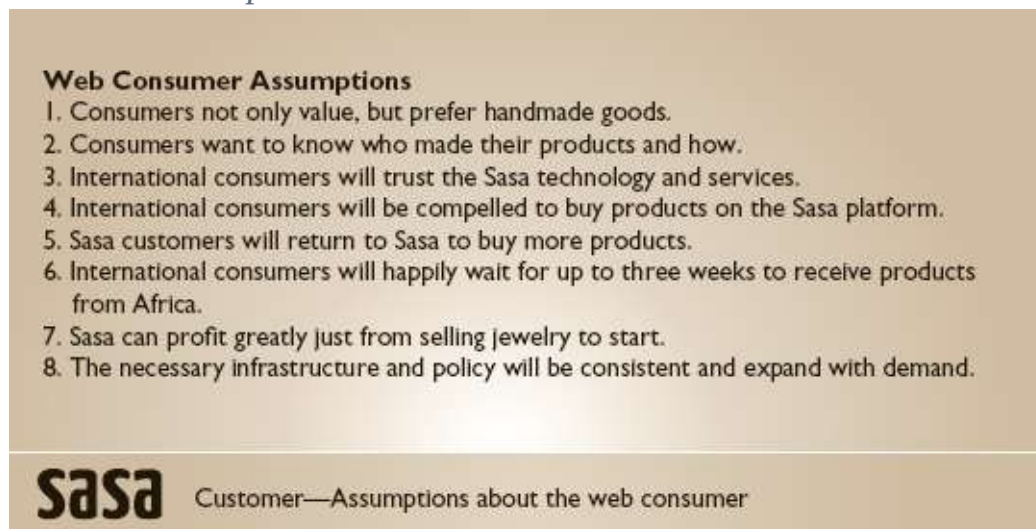 Web Consumer Assumptions
1. Consumers not only value, but prefer handmade goods.
2. Consumers want to know who made their products and how.
3. International consumers will trust the Sasa technology and services.
4. International consumers will be compelled to buy products on the Sasa platform.
5. Sasa customers will return to Sasa to buy more products.
6. International consumers will happily wait for up to three weeks to receive products
from Africa.
7. Sasa can profit greatly just from selling jewelry to start.
8. The necessary infrastructure and policy will be consistent and expand with demand.
sasa Customer—Assumptions about the web consumer